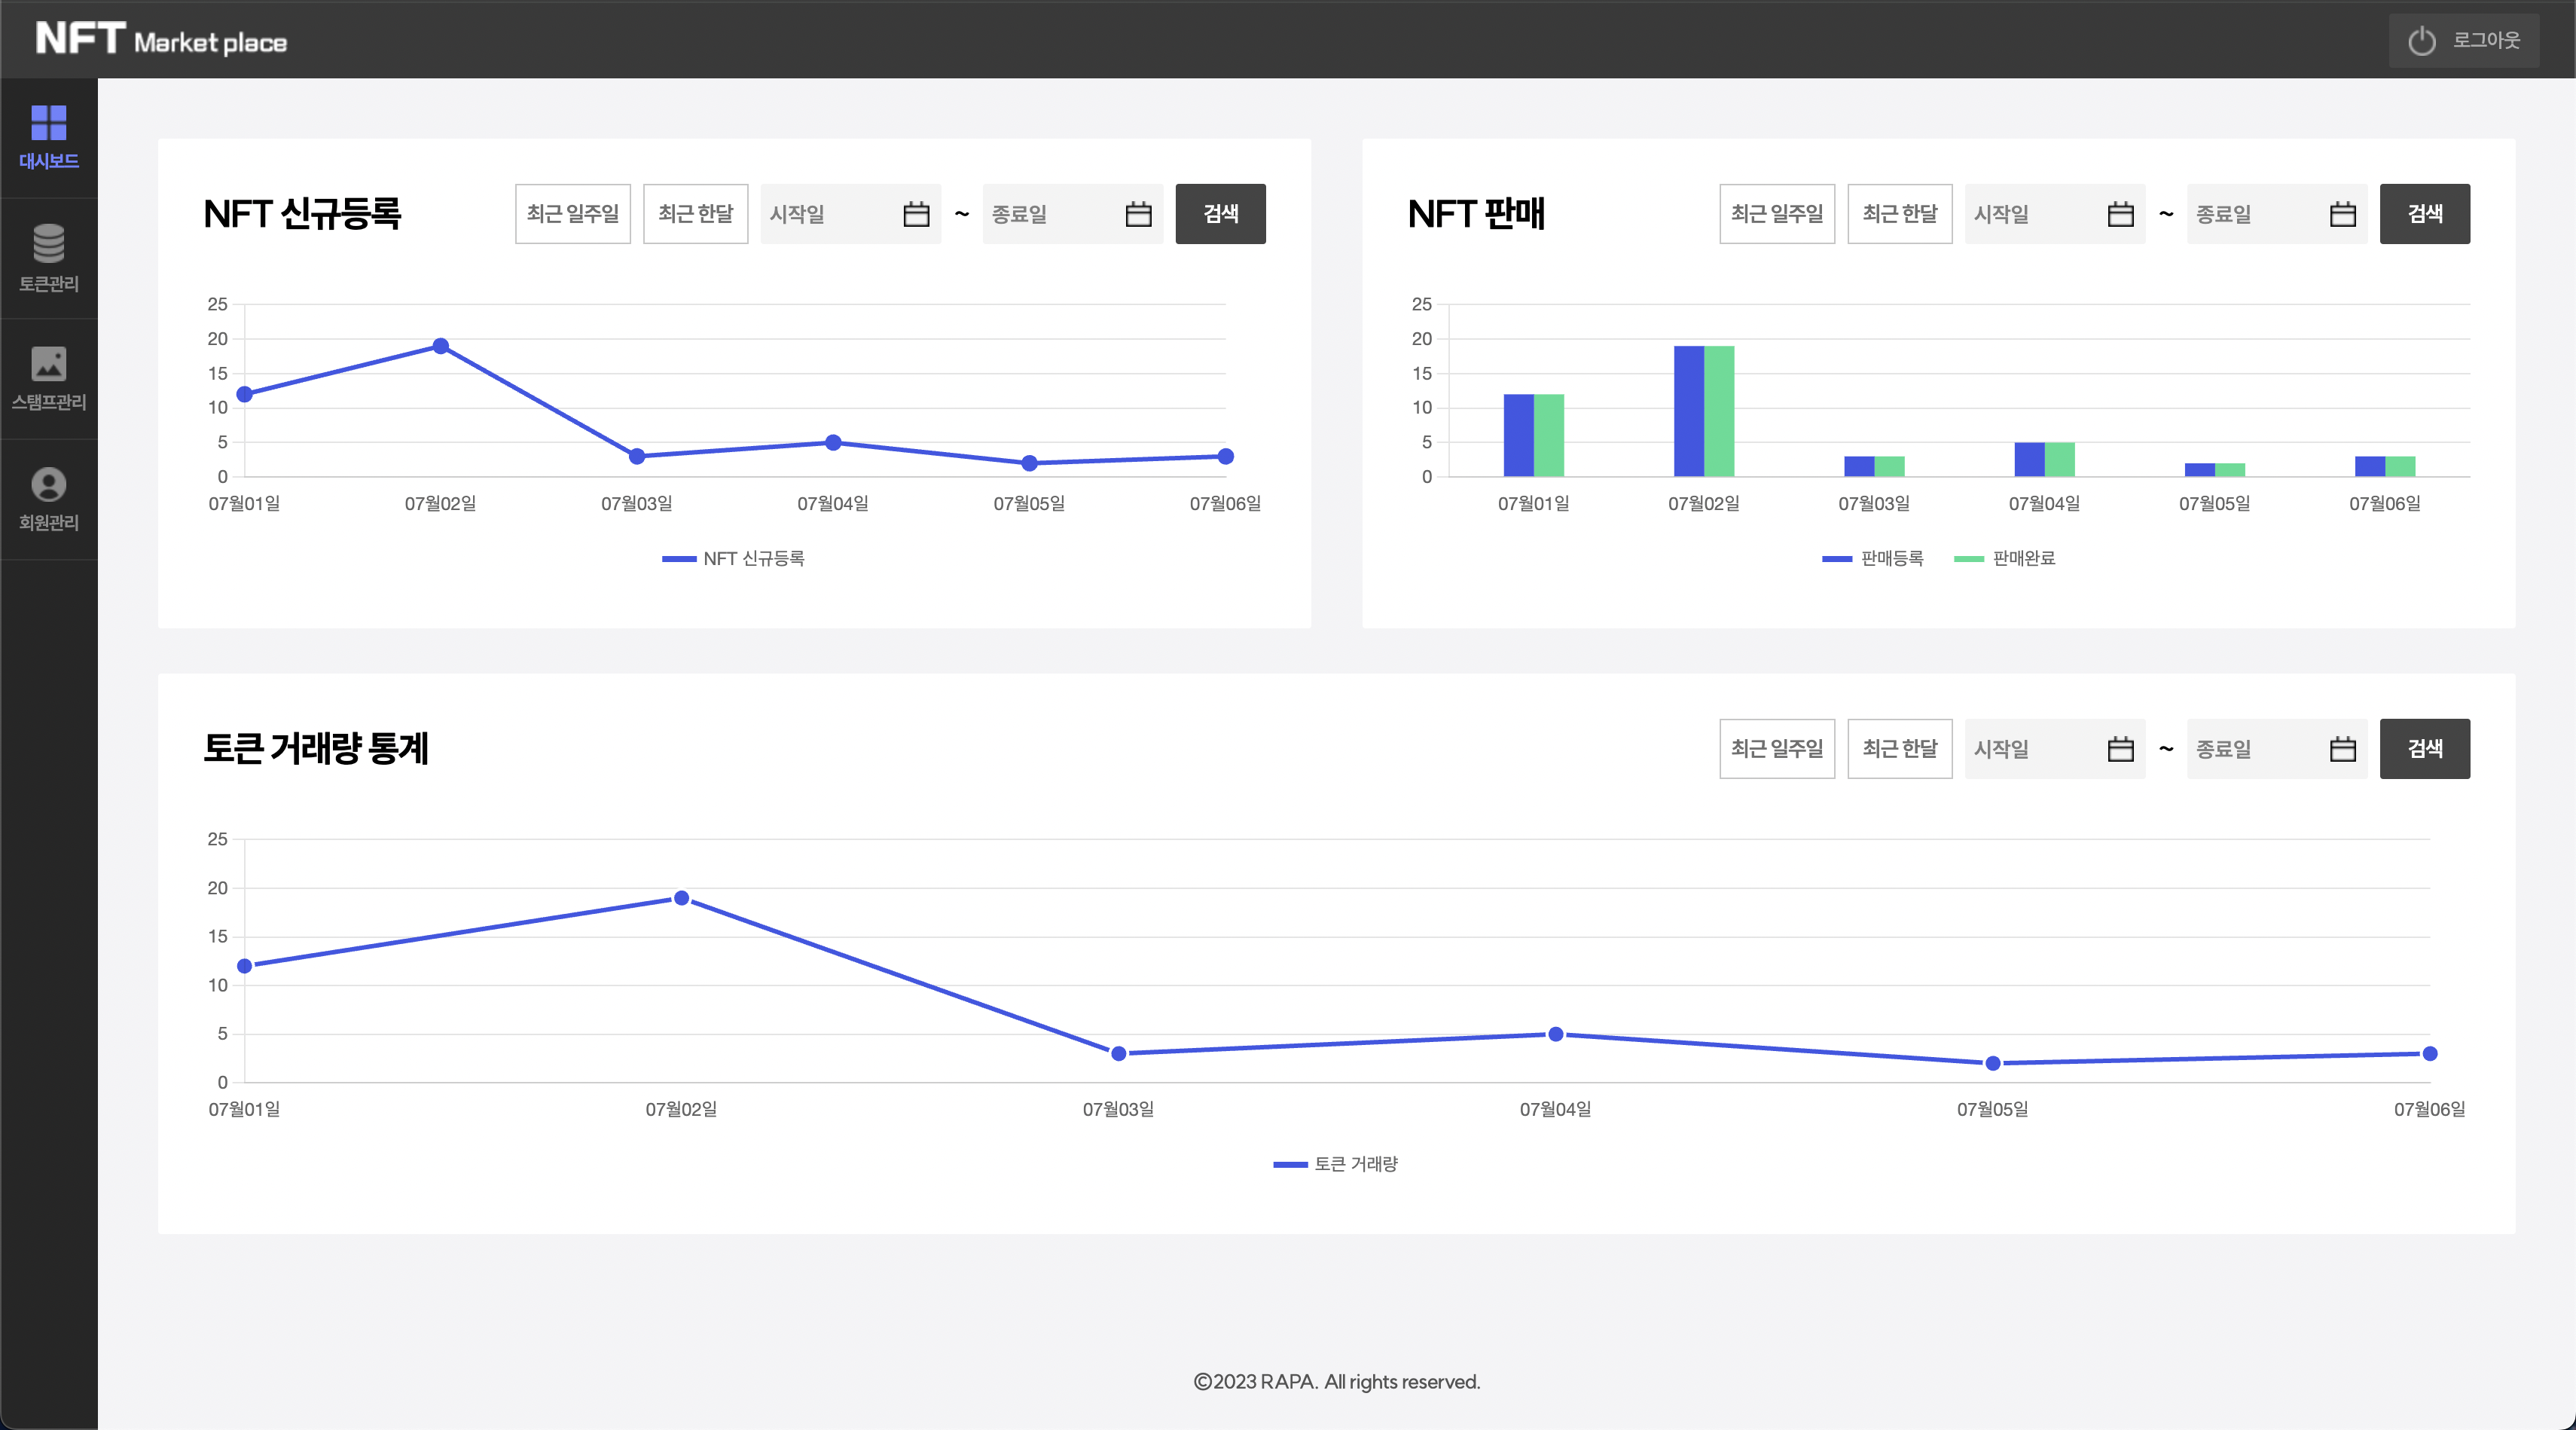 NFT Market place
로그아웃
대시보드
토큰관리
스탬프관리
회원관리
NFT 신규등록
최근 일주일 최근 한달 시작일 ~ 종료일 검색
25
20
15
10
5
0
07월01일 07월02일 07월03일 07월04일 07월05일 07월06일
NFT 신규등록
NFT 판매
최근 일주일 최근 한달 시작일 ~ 종료일 검색
25
20
15
10
5
0
07월01일 07월02일 07월03일 07월04일 07월05일 07월06일
판매등록 판매완료
토큰 거래량 통계
최근 일주일 최근 한달 시작일 ~ 종료일 검색
25
20
15
10
5
0
07월01일 07월02일 07월03일 07월04일 07월05일 07월06일
토큰 거래량
©2023 RAPA. All rights reserved.